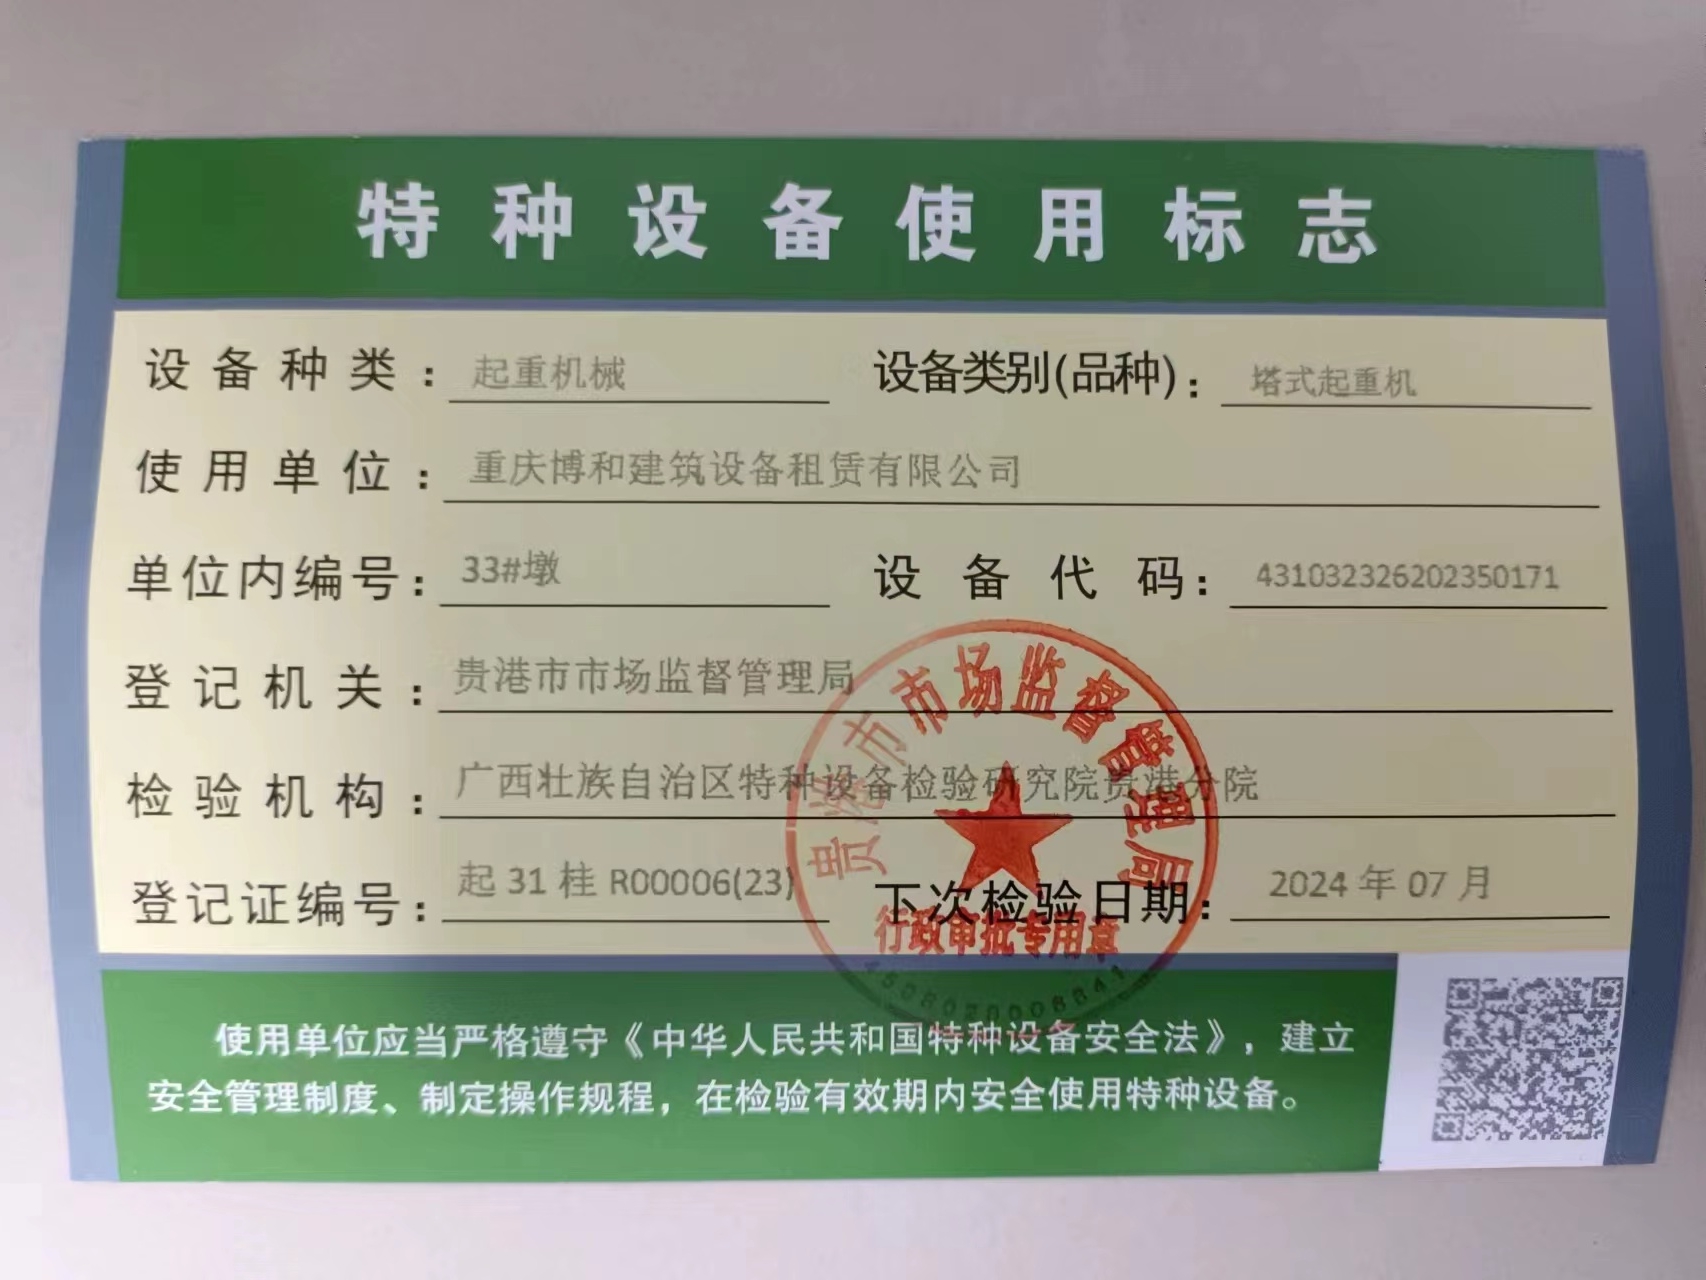 特种设备使用标志
设备种类：起重机械 设备类别(品种)：塔式起重机
使用单位：重庆博和建筑设备租赁有限公司
单位内编号：33#墩 设备代码：431032326202350171
登记机关：贵港市市场监督管理局
检验机构：广西壮族自治区特种设备检验研究院贵港分院
登记证编号：起31桂R00006(23) 下次检验日期：2024年07月
贵港市市场监督管理局
行政审批专用章
使用单位应当严格遵守《中华人民共和国特种设备安全法》，建立
安全管理制度、制定操作规程，在检验有效期内安全使用特种设备。